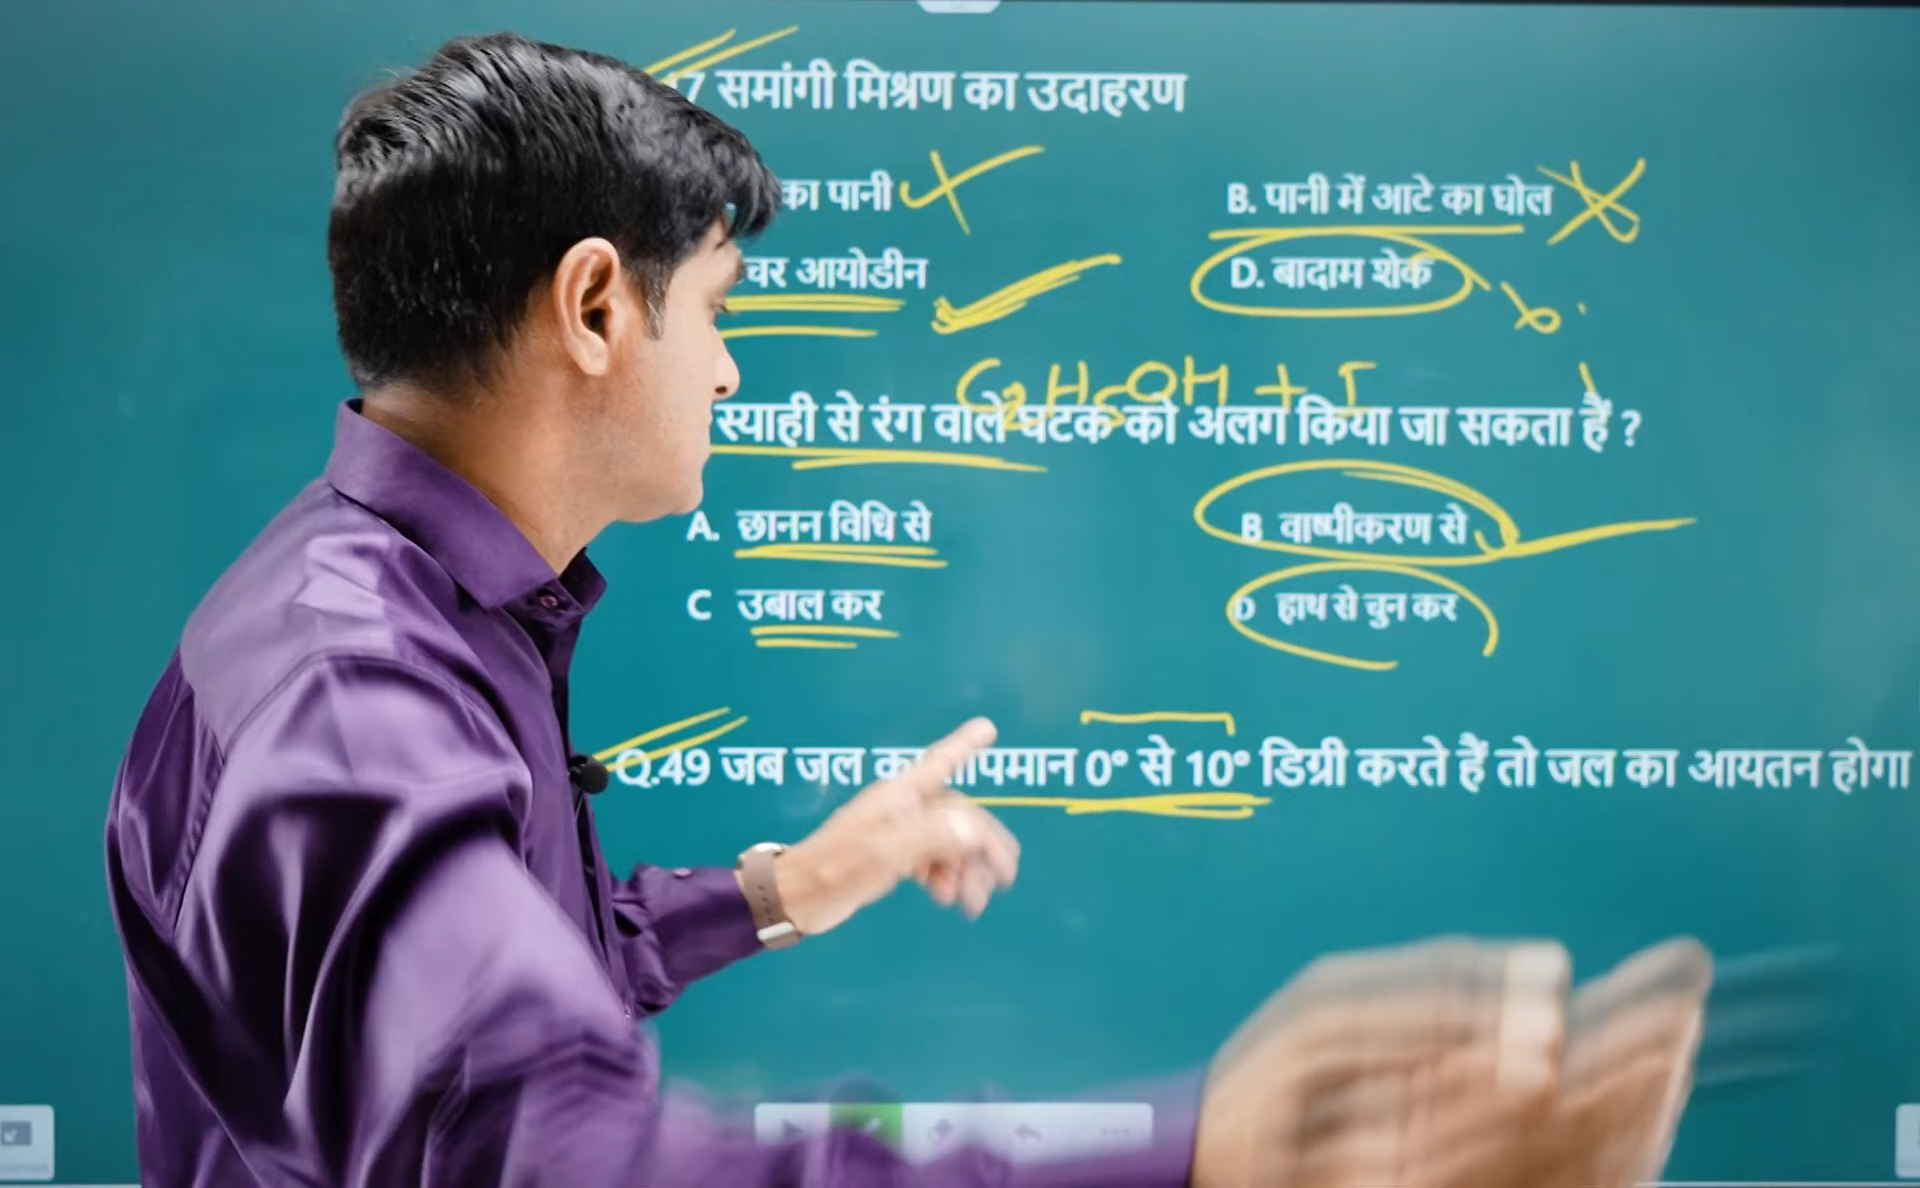 17 समांगी मिश्रण का उदाहरण
का पानी B. पानी में आटे का घोल
चर आयोडीन D. बादाम शेक
C₂H₅OH + I
स्याही से रंग वाले घटक को अलग किया जा सकता हैं ?
A. छानन विधि से B वाष्पीकरण से
C उबाल कर D हाथ से चुन कर
Q.49 जब जल का तापमान 0° से 10° डिग्री करते हैं तो जल का आयतन होगा